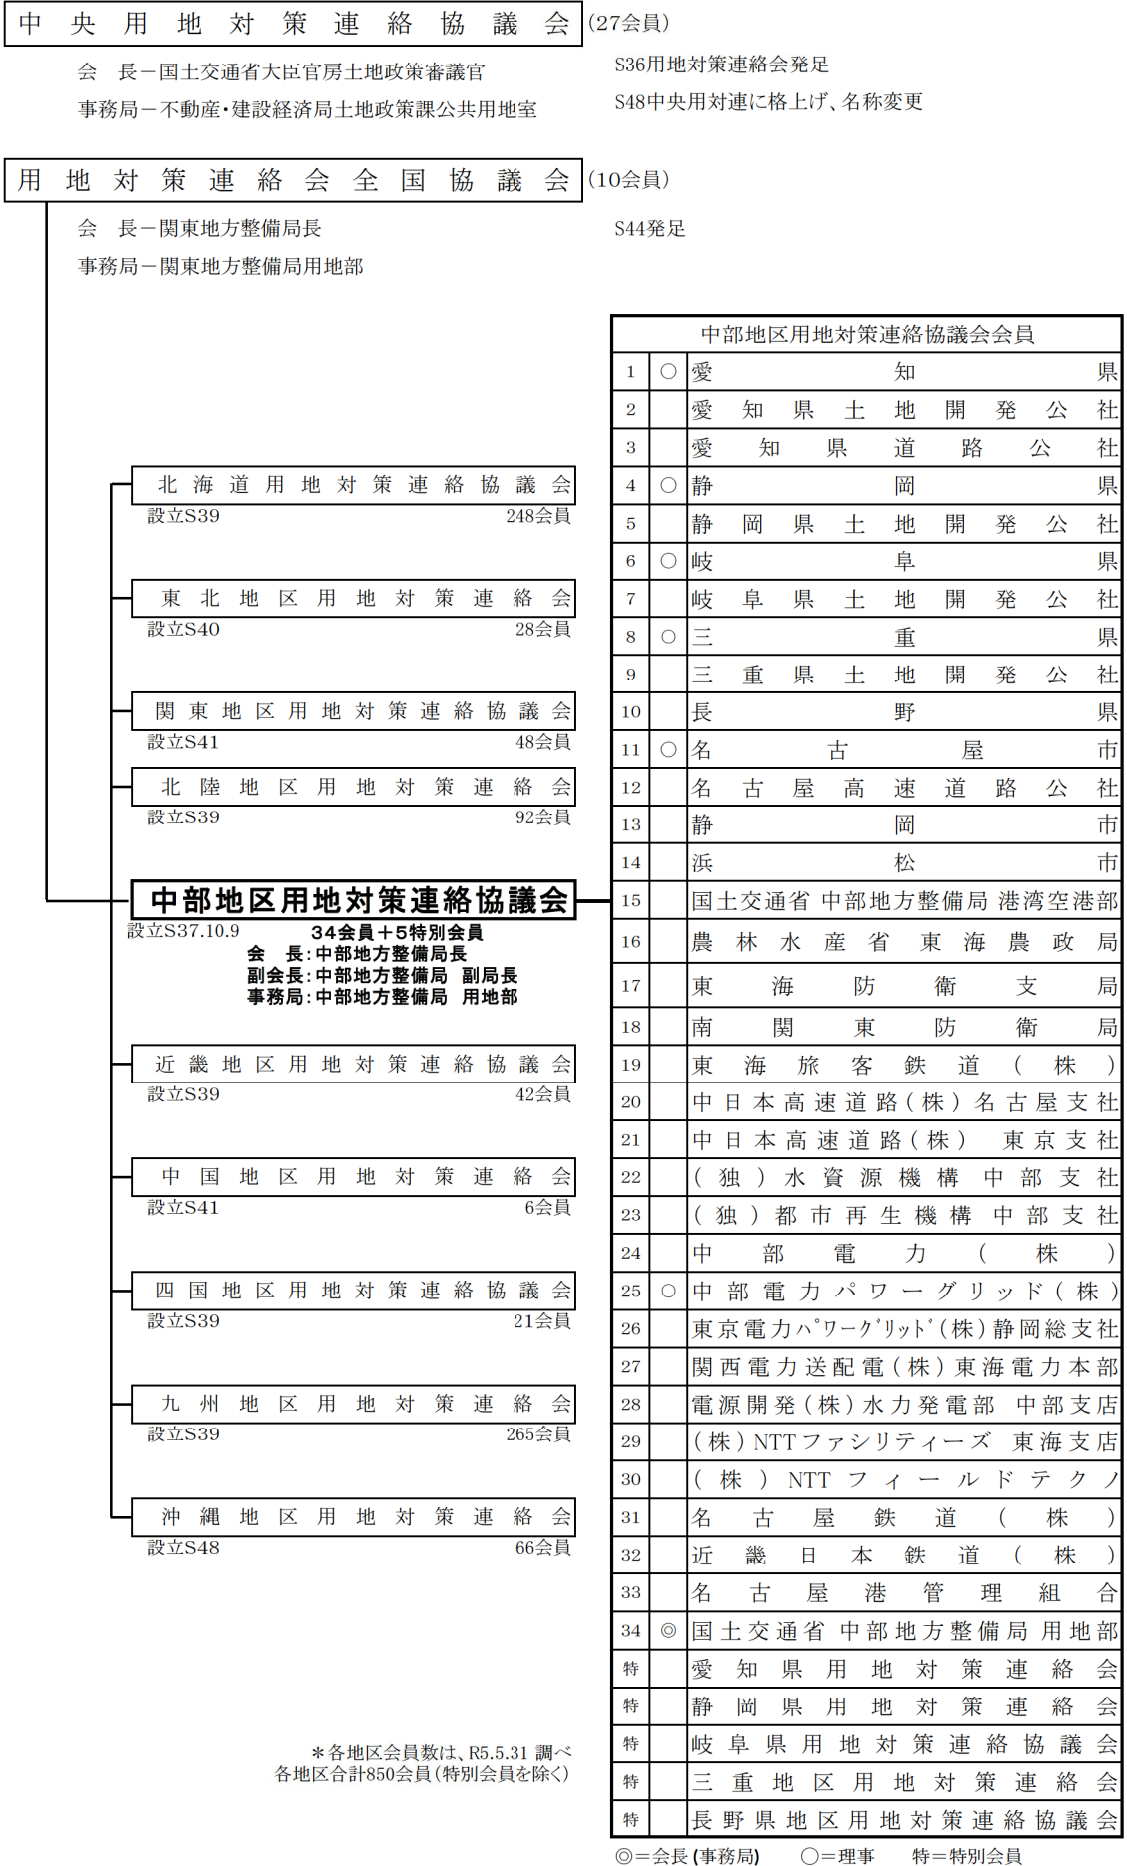 中央用地対策連絡協議会 (27会員)
会　長－国土交通省大臣官房土地政策審議官
S36用地対策連絡会発足
事務局－不動産・建設経済局土地政策課公共用地室
S48中央用対連に格上げ、名称変更
用地対策連絡会全国協議会 (10会員)
会　長－関東地方整備局長
S44発足
事務局－関東地方整備局用地部
北海道用地対策連絡協議会
設立S39 248会員
東北地区用地対策連絡会
設立S40 28会員
関東地区用地対策連絡協議会
設立S41 48会員
北陸地区用地対策連絡会
設立S39 92会員
中部地区用地対策連絡協議会
設立S37.10.9 34会員＋5特別会員
会　長：中部地方整備局長
副会長：中部地方整備局　副局長
事務局：中部地方整備局　用地部
近畿地区用地対策連絡協議会
設立S39 42会員
中国地区用地対策連絡会
設立S41 6会員
四国地区用地対策連絡協議会
設立S39 21会員
九州地区用地対策連絡会
設立S39 265会員
沖縄地区用地対策連絡会
設立S48 66会員
＊各地区会員数は、R5.5.31 調べ
各地区合計850会員（特別会員を除く）
中部地区用地対策連絡協議会会員
1 ○ 愛知県
2 愛知県土地開発公社
3 愛知県道路公社
4 ○ 静岡県
5 静岡県土地開発公社
6 ○ 岐阜県
7 岐阜県土地開発公社
8 ○ 三重県
9 三重県土地開発公社
10 長野県
11 ○ 名古屋市
12 名古屋高速道路公社
13 静岡市
14 浜松市
15 国土交通省 中部地方整備局 港湾空港部
16 農林水産省 東海農政局
17 東海防衛支局
18 南関東防衛局
19 東海旅客鉄道(株)
20 中日本高速道路(株)名古屋支社
21 中日本高速道路(株)　東京支社
22 (独)水資源機構 中部支社
23 (独)都市再生機構 中部支社
24 中部電力(株)
25 ○ 中部電力パワーグリッド(株)
26 東京電力ﾊﾟﾜｰｸﾞﾘｯﾄﾞ(株)静岡総支社
27 関西電力送配電(株)東海電力本部
28 電源開発(株)水力発電部　中部支店
29 (株)NTTファシリティーズ　東海支店
30 (株)NTTフィールドテクノ
31 名古屋鉄道(株)
32 近畿日本鉄道(株)
33 名古屋港管理組合
34 ◎ 国土交通省 中部地方整備局 用地部
特 愛知県用地対策連絡会
特 静岡県用地対策連絡会
特 岐阜県用地対策連絡協議会
特 三重地区用地対策連絡会
特 長野県地区用地対策連絡協議会
◎＝会長(事務局)　○＝理事　特＝特別会員